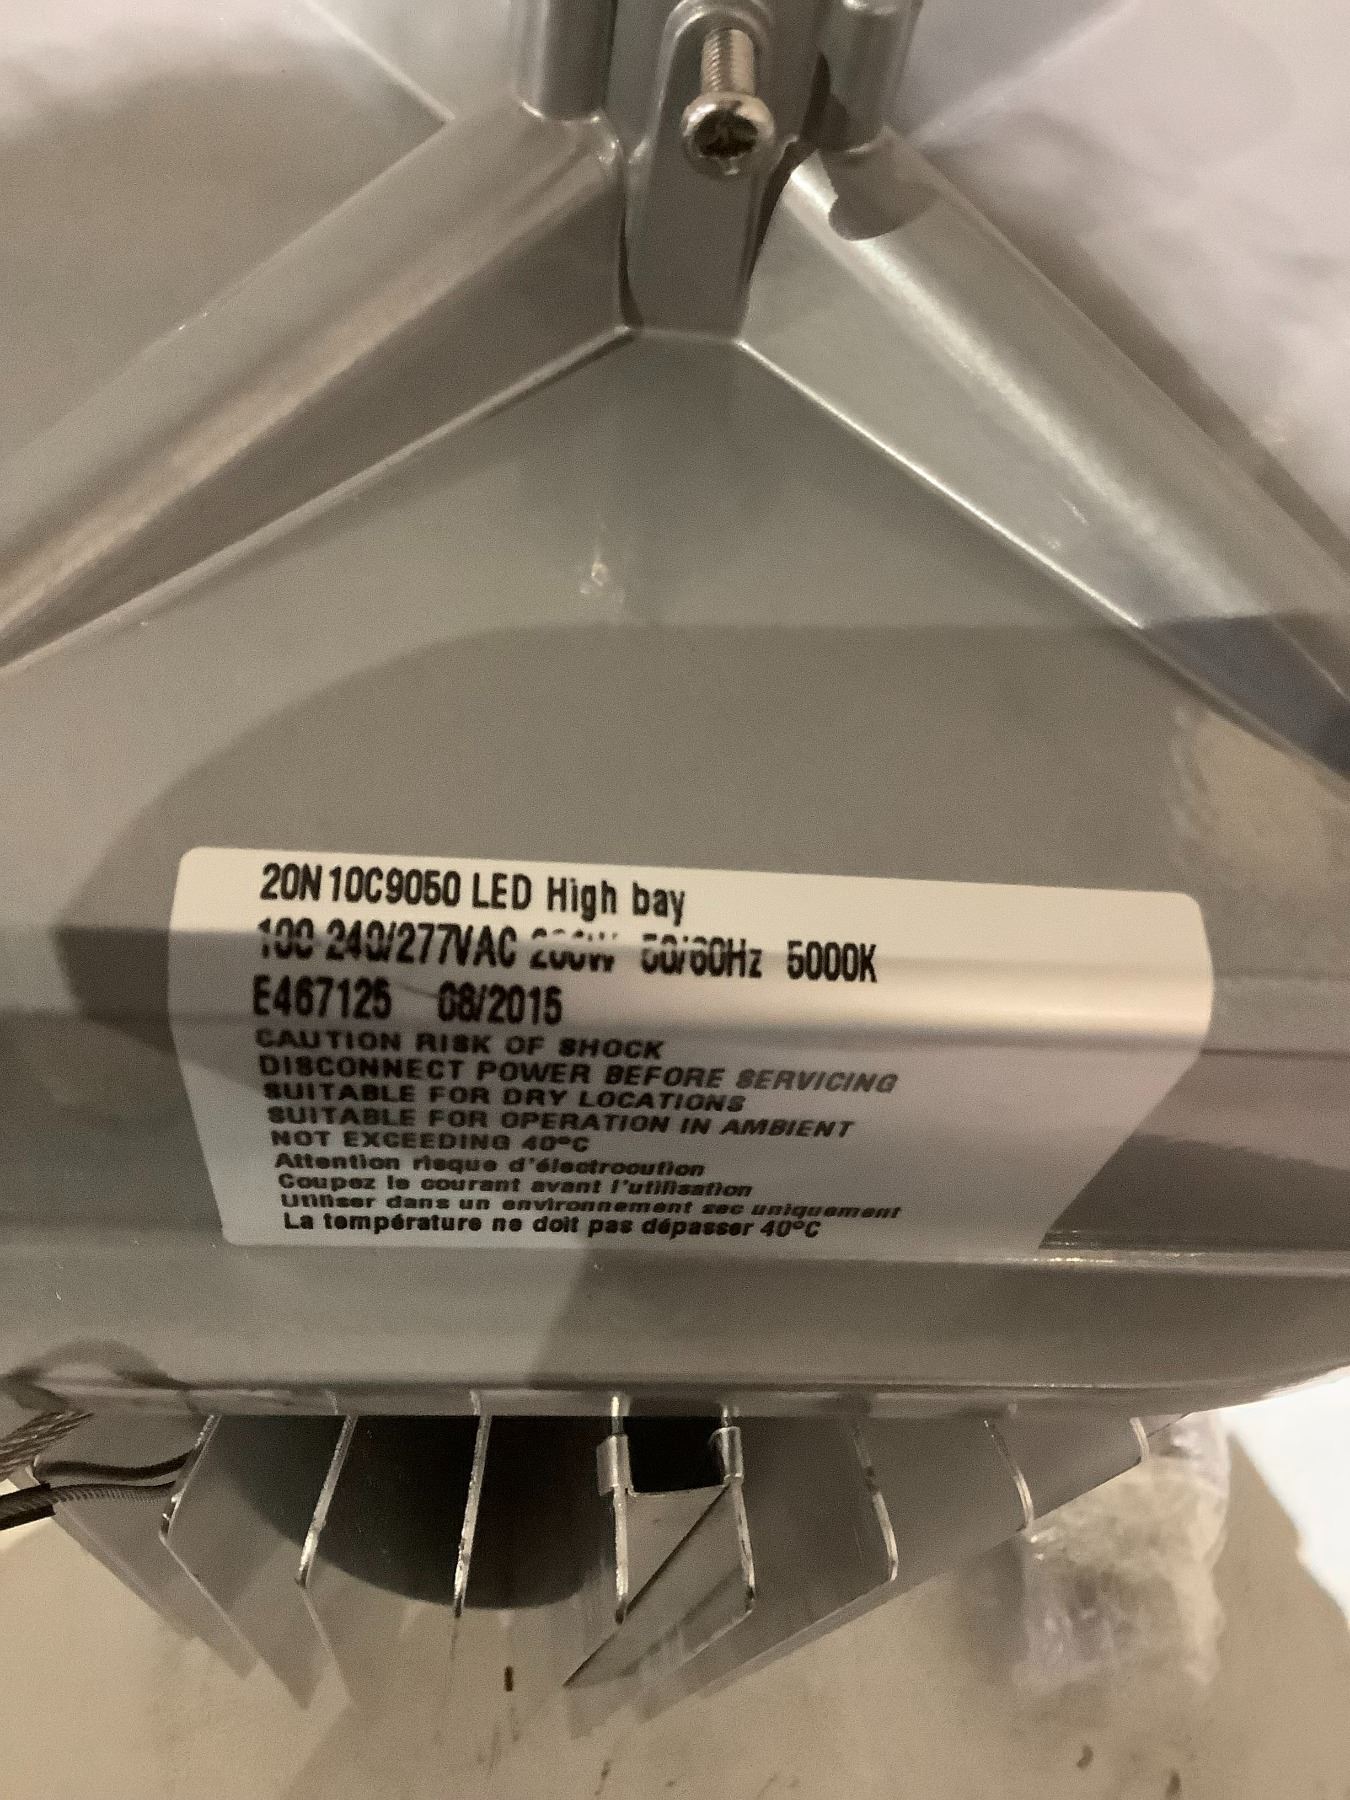 20N10C9050 LED High bay
100-240/277VAC 200W 50/60Hz 5000K
E467125 08/2015
CAUTION RISK OF SHOCK
DISCONNECT POWER BEFORE SERVICING
SUITABLE FOR DRY LOCATIONS
SUITABLE FOR OPERATION IN AMBIENT
NOT EXCEEDING 40°C
Attention risque d'électrocution
Coupez le courant avant l'utilisation
Utiliser dans un environnement sec uniquement
La température ne doit pas dépasser 40°C